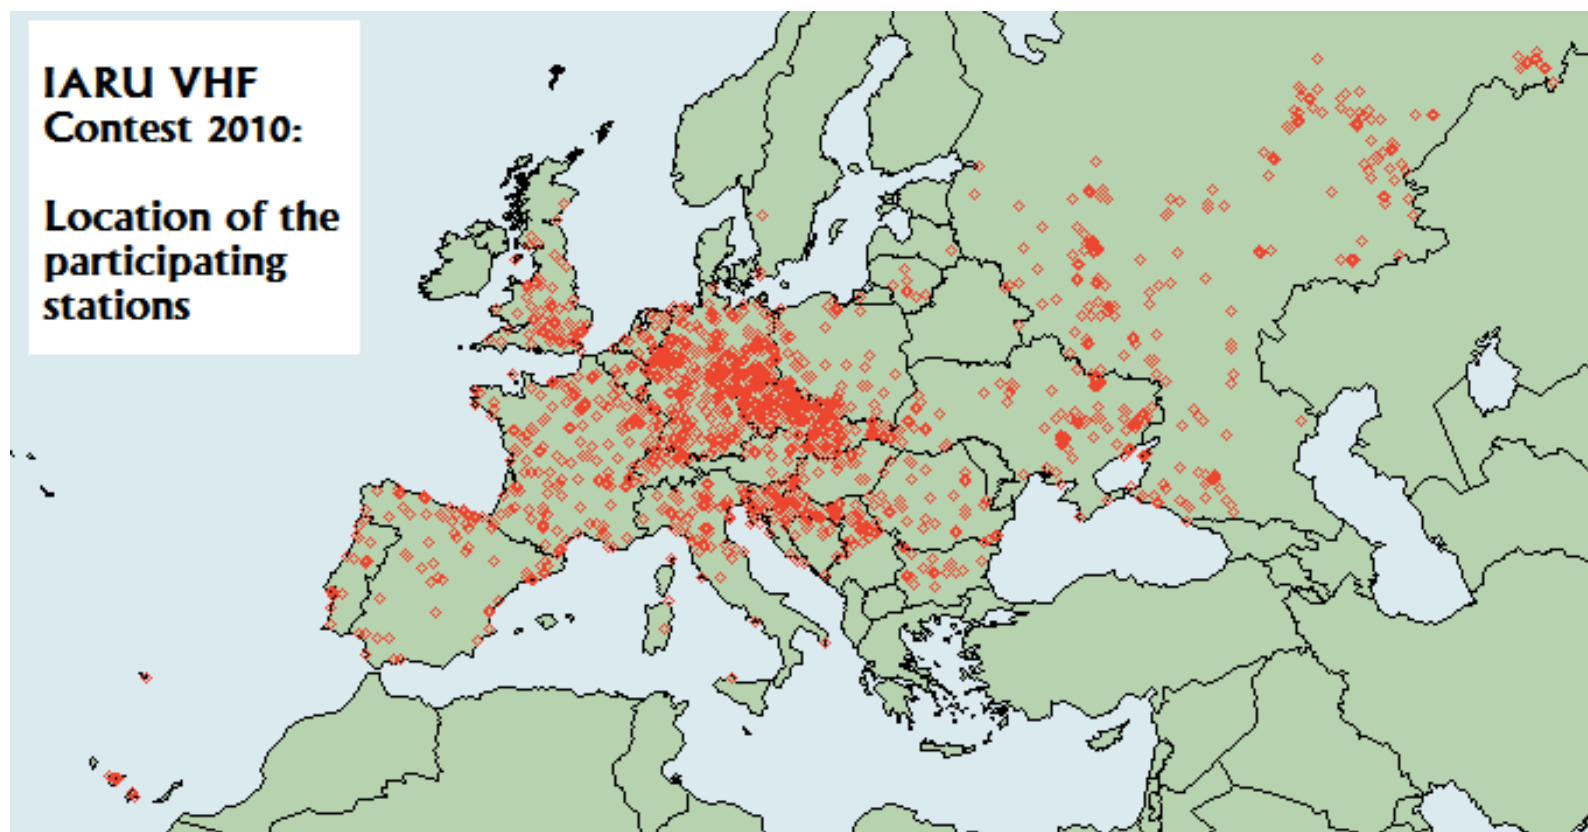 IARU VHF
Contest 2010:
Location of the
participating
stations